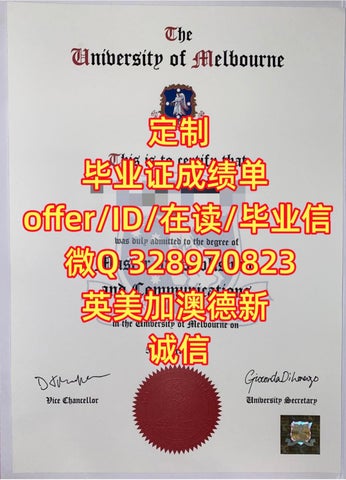 The
University of Melbourne
定制
This is to certify that
毕业证成绩单
offer/ID/在读/毕业信
was duly admitted to the degree of
微Q 328970823
and Communications
英美加澳德新
in the University of Melbourne on
诚信
Vice Chancellor
University Secretary